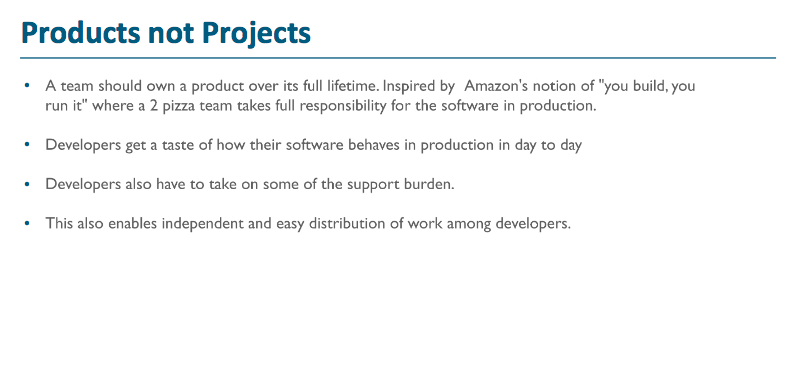 Products not Projects
• A team should own a product over its full lifetime. Inspired by  Amazon's notion of "you build, you
run it" where a 2 pizza team takes full responsibility for the software in production.
• Developers get a taste of how their software behaves in production in day to day
• Developers also have to take on some of the support burden.
• This also enables independent and easy distribution of work among developers.